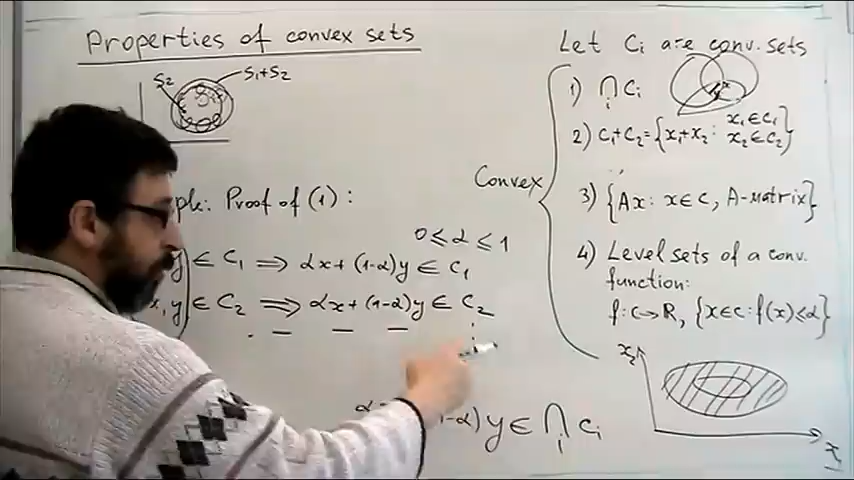 Properties of convex sets
S2
S1+S2
Proof of (1):
0 ≤ α ≤ 1
y ∈ C1 ⟹ αx+(1-α)y ∈ C1
x, y ∈ C2 ⟹ αx+(1-α)y ∈ C2
y ∈ ⋂i Ci
Let Ci are conv. sets
Convex
1) ⋂i Ci
2) C1+C2 = {x1+x2 : x1 ∈ C1, x2 ∈ C2}
3) {Ax : x ∈ C, A-matrix}
4) Level sets of a conv.
function:
f: C → R, {x ∈ C : f(x) ≤ α}
x2
x1